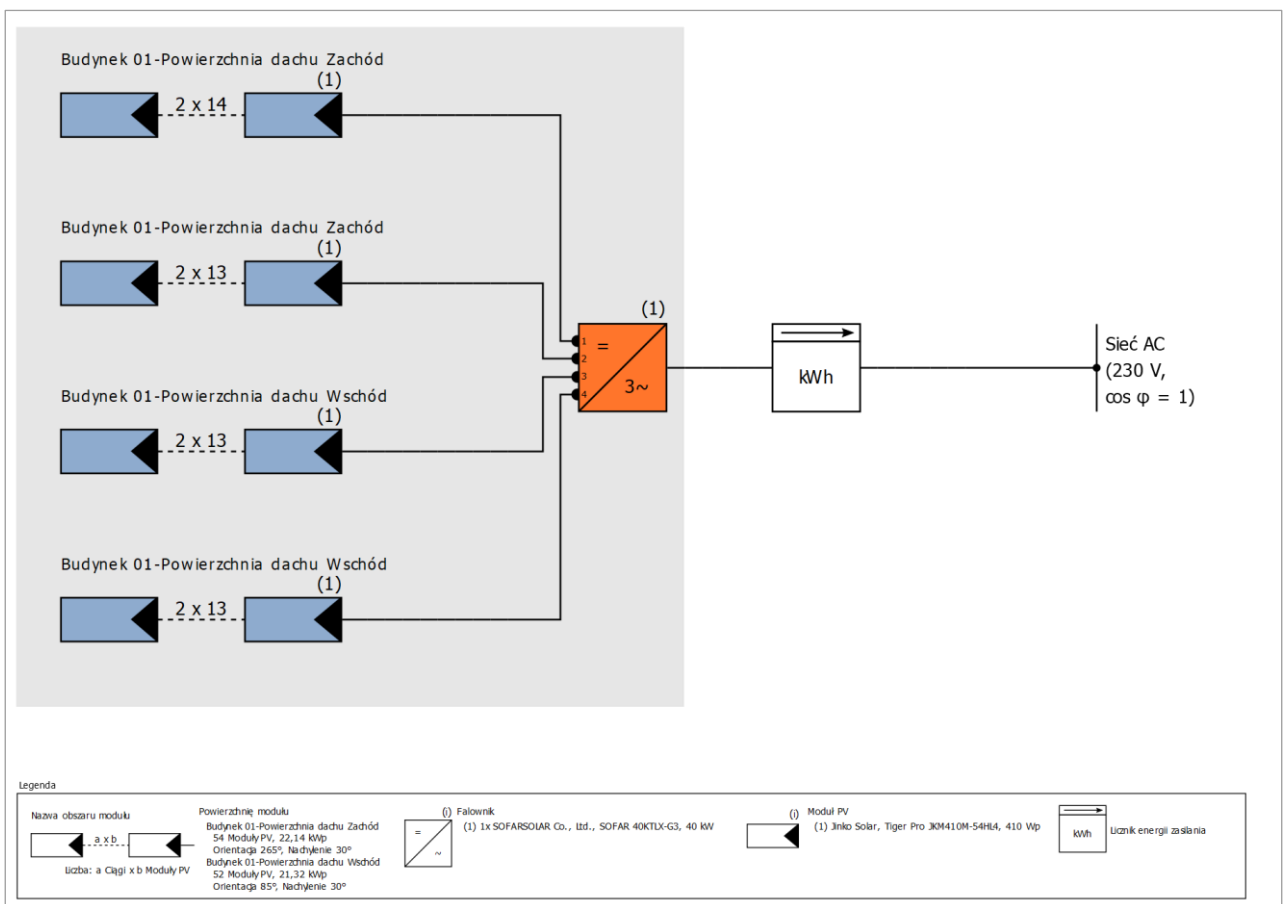 Budynek 01-Powierzchnia dachu Zachód
(1)
2 x 14
Budynek 01-Powierzchnia dachu Zachód
(1)
2 x 13
(1)
1
2
3
4
=
3~
kWh
Sieć AC
(230 V,
cos φ = 1)
Budynek 01-Powierzchnia dachu Wschód
(1)
2 x 13
Budynek 01-Powierzchnia dachu Wschód
(1)
2 x 13
Legenda
Nazwa obszaru modułu
a x b
Liczba: a Ciągi x b Moduły PV
Powierzchnię modułu
Budynek 01-Powierzchnia dachu Zachód
54 Moduły PV, 22,14 kWp
Orientacja 265°, Nachylenie 30°
Budynek 01-Powierzchnia dachu Wschód
52 Moduły PV, 21,32 kWp
Orientacja 85°, Nachylenie 30°
(i) Falownik
=
~
(1) 1x SOFARSOLAR Co., Ltd., SOFAR 40KTLX-G3, 40 kW
(i) Moduł PV
(1) Jinko Solar, Tiger Pro JKM410M-54HL4, 410 Wp
kWh
Licznik energii zasilania